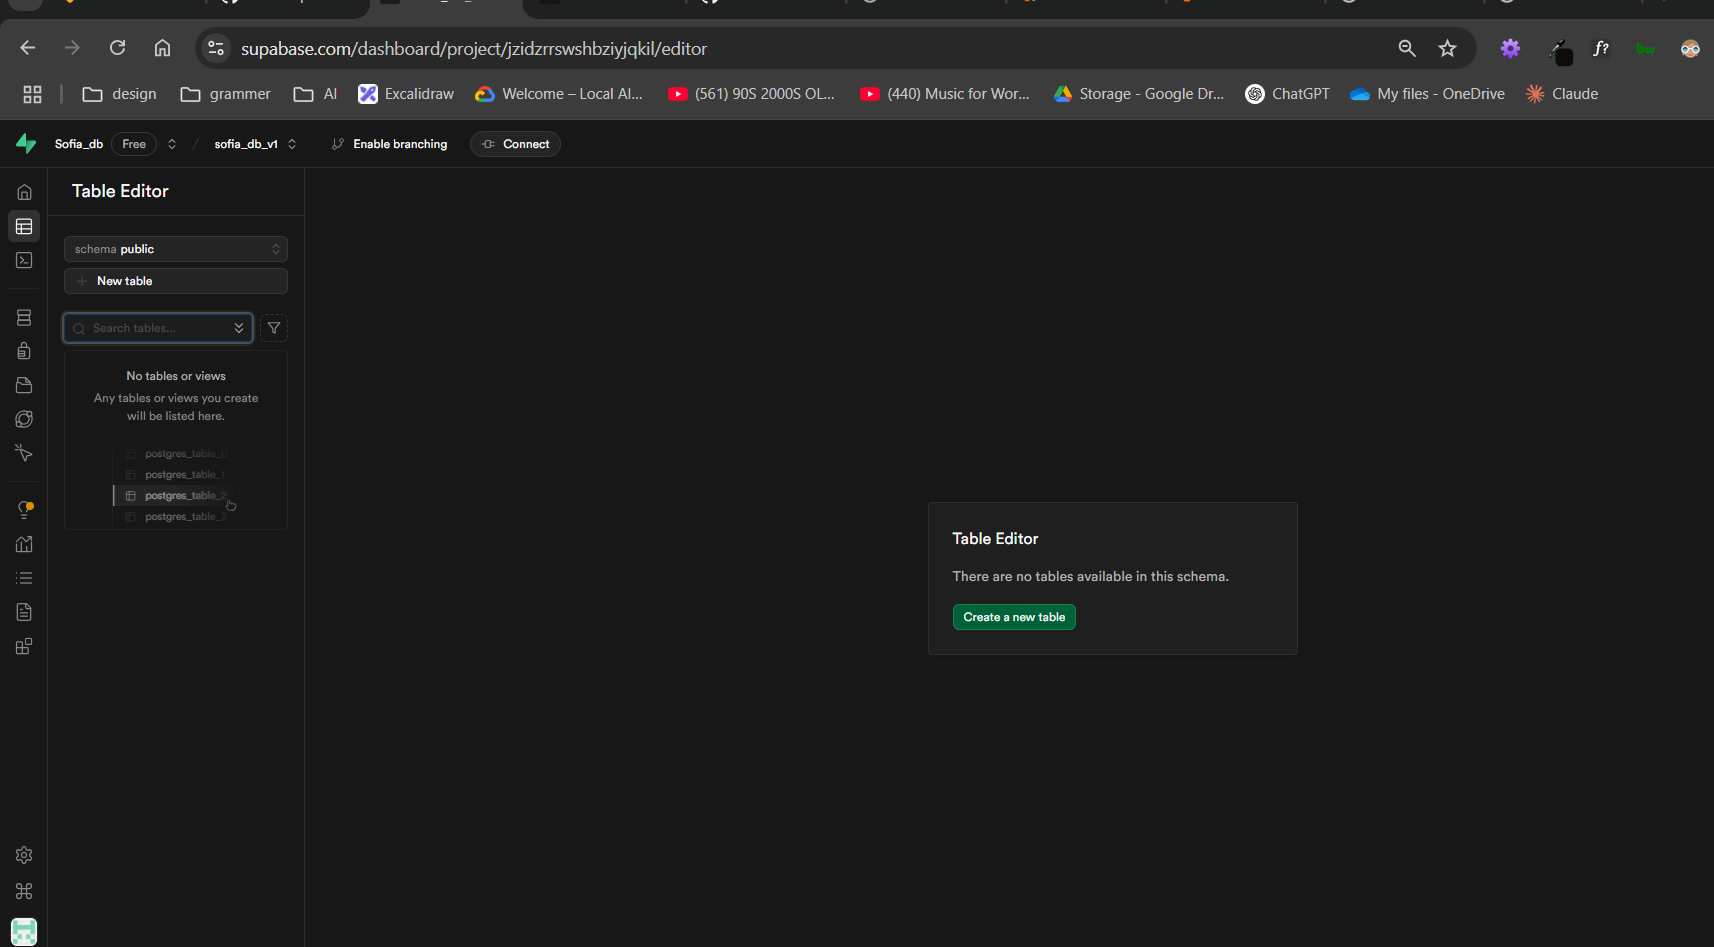 supabase.com/dashboard/project/jzidzrrswshbziyjqkil/editor
f?
bw
design
grammer
AI
Excalidraw
Welcome – Local AI...
(561) 90S 2000S OL...
(440) Music for Wor...
Storage - Google Dr...
ChatGPT
My files - OneDrive
Claude
Sofia_db
Free
/
sofia_db_v1
Enable branching
Connect
Table Editor
schema public
New table
Search tables...
No tables or views
Any tables or views you create
will be listed here.
postgres_table_0
postgres_table_1
postgres_table_2
postgres_table_3
Table Editor
There are no tables available in this schema.
Create a new table